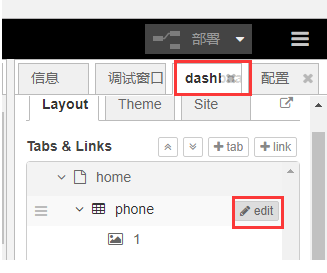 部署
信息 调试窗口 dashb 配置
Layout Theme Site
Tabs & Links +tab +link
home
phone edit
1